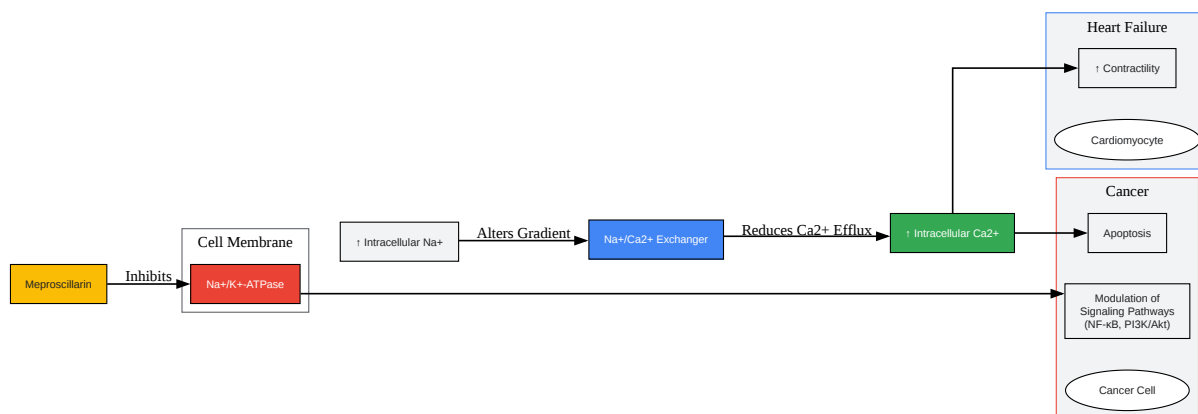 Heart Failure
↑ Contractility
Cardiomyocyte
Cancer
Cell Membrane
↑ Intracellular Na+
Alters Gradient
Na+/Ca2+ Exchanger
Reduces Ca2+ Efflux
↑ Intracellular Ca2+
Apoptosis
Meproscillarin
Inhibits
Na+/K+-ATPase
Modulation of
Signaling Pathways
(NF-κB, PI3K/Akt)
Cancer Cell